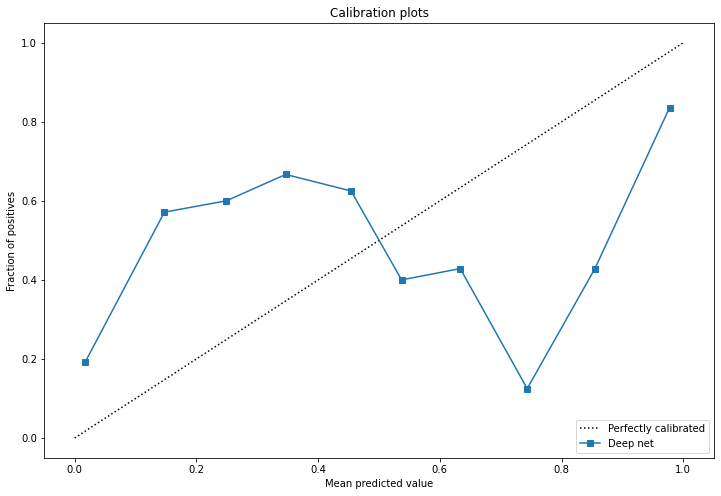 Calibration plots
1.0
0.8
0.6
0.4
0.2
0.0
Fraction of positives
Perfectly calibrated
Deep net
0.0 0.2 0.4 0.6 0.8 1.0
Mean predicted value